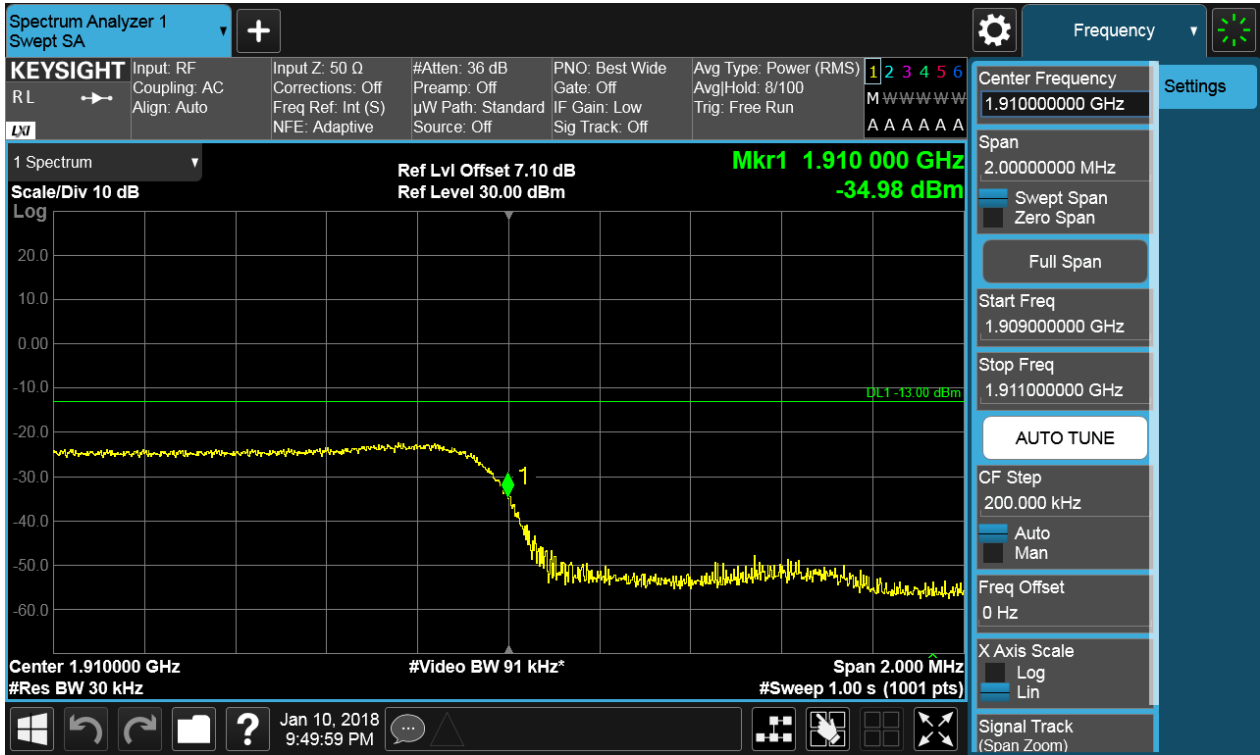 Spectrum Analyzer 1
Swept SA
+
Frequency
KEYSIGHT
RL
LXI
Input: RF
Coupling: AC
Align: Auto
Input Z: 50 Ω
Corrections: Off
Freq Ref: Int (S)
NFE: Adaptive
#Atten: 36 dB
Preamp: Off
µW Path: Standard
Source: Off
PNO: Best Wide
Gate: Off
IF Gain: Low
Sig Track: Off
Avg Type: Power (RMS)
Avg|Hold: 8/100
Trig: Free Run
1 2 3 4 5 6
M W W W W W
A A A A A A
1 Spectrum
Scale/Div 10 dB
Ref Lvl Offset 7.10 dB
Ref Level 30.00 dBm
Mkr1 1.910 000 GHz
-34.98 dBm
Log
20.0
10.0
0.00
-10.0
-20.0
-30.0
-40.0
-50.0
-60.0
DL1 -13.00 dBm
1
Center 1.910000 GHz
#Res BW 30 kHz
#Video BW 91 kHz*
Span 2.000 MHz
#Sweep 1.00 s (1001 pts)
Center Frequency
1.910000000 GHz
Span
2.00000000 MHz
Swept Span
Zero Span
Full Span
Start Freq
1.909000000 GHz
Stop Freq
1.911000000 GHz
AUTO TUNE
CF Step
200.000 kHz
Auto
Man
Freq Offset
0 Hz
X Axis Scale
Log
Lin
Signal Track
(Span Zoom)
Settings
?
Jan 10, 2018
9:49:59 PM